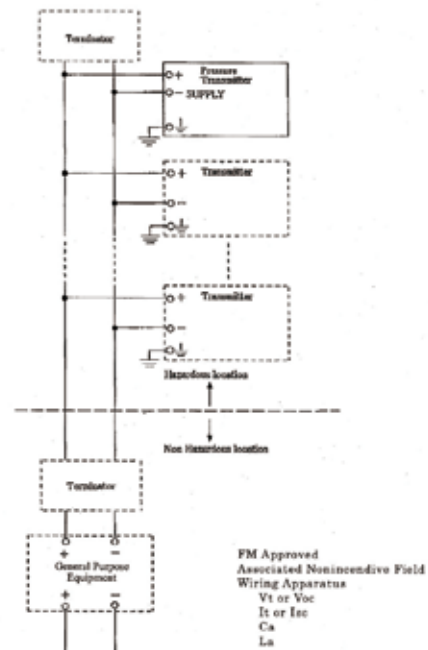 Terminator
+ Pressure
Transmitter
− SUPPLY
+ Transmitter
−
+ Transmitter
−
Hazardous location
Non Hazardous location
Terminator
+ −
General Purpose
Equipment
+ −
FM Approved
Associated Nonincendive Field
Wiring Apparatus
Vt or Voc
It or Isc
Ca
La